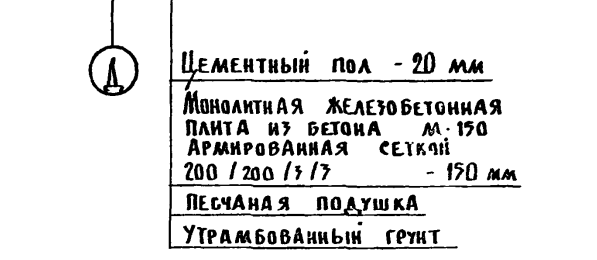 Д
Цементный пол - 20 мм
Монолитная железобетонная
плита из бетона м-150
армированная сеткой
200/200/3/3 - 150 мм
Песчаная подушка
Утрамбованный грунт